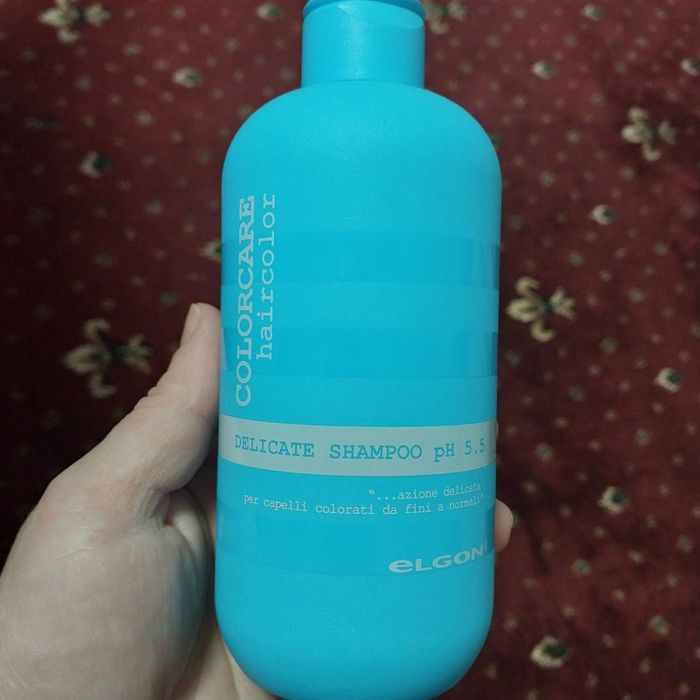 COLORCARE
haircolor
DELICATE SHAMPOO pH 5.5
"...azione delicata
per capelli colorati da fini a normali"
eLGON